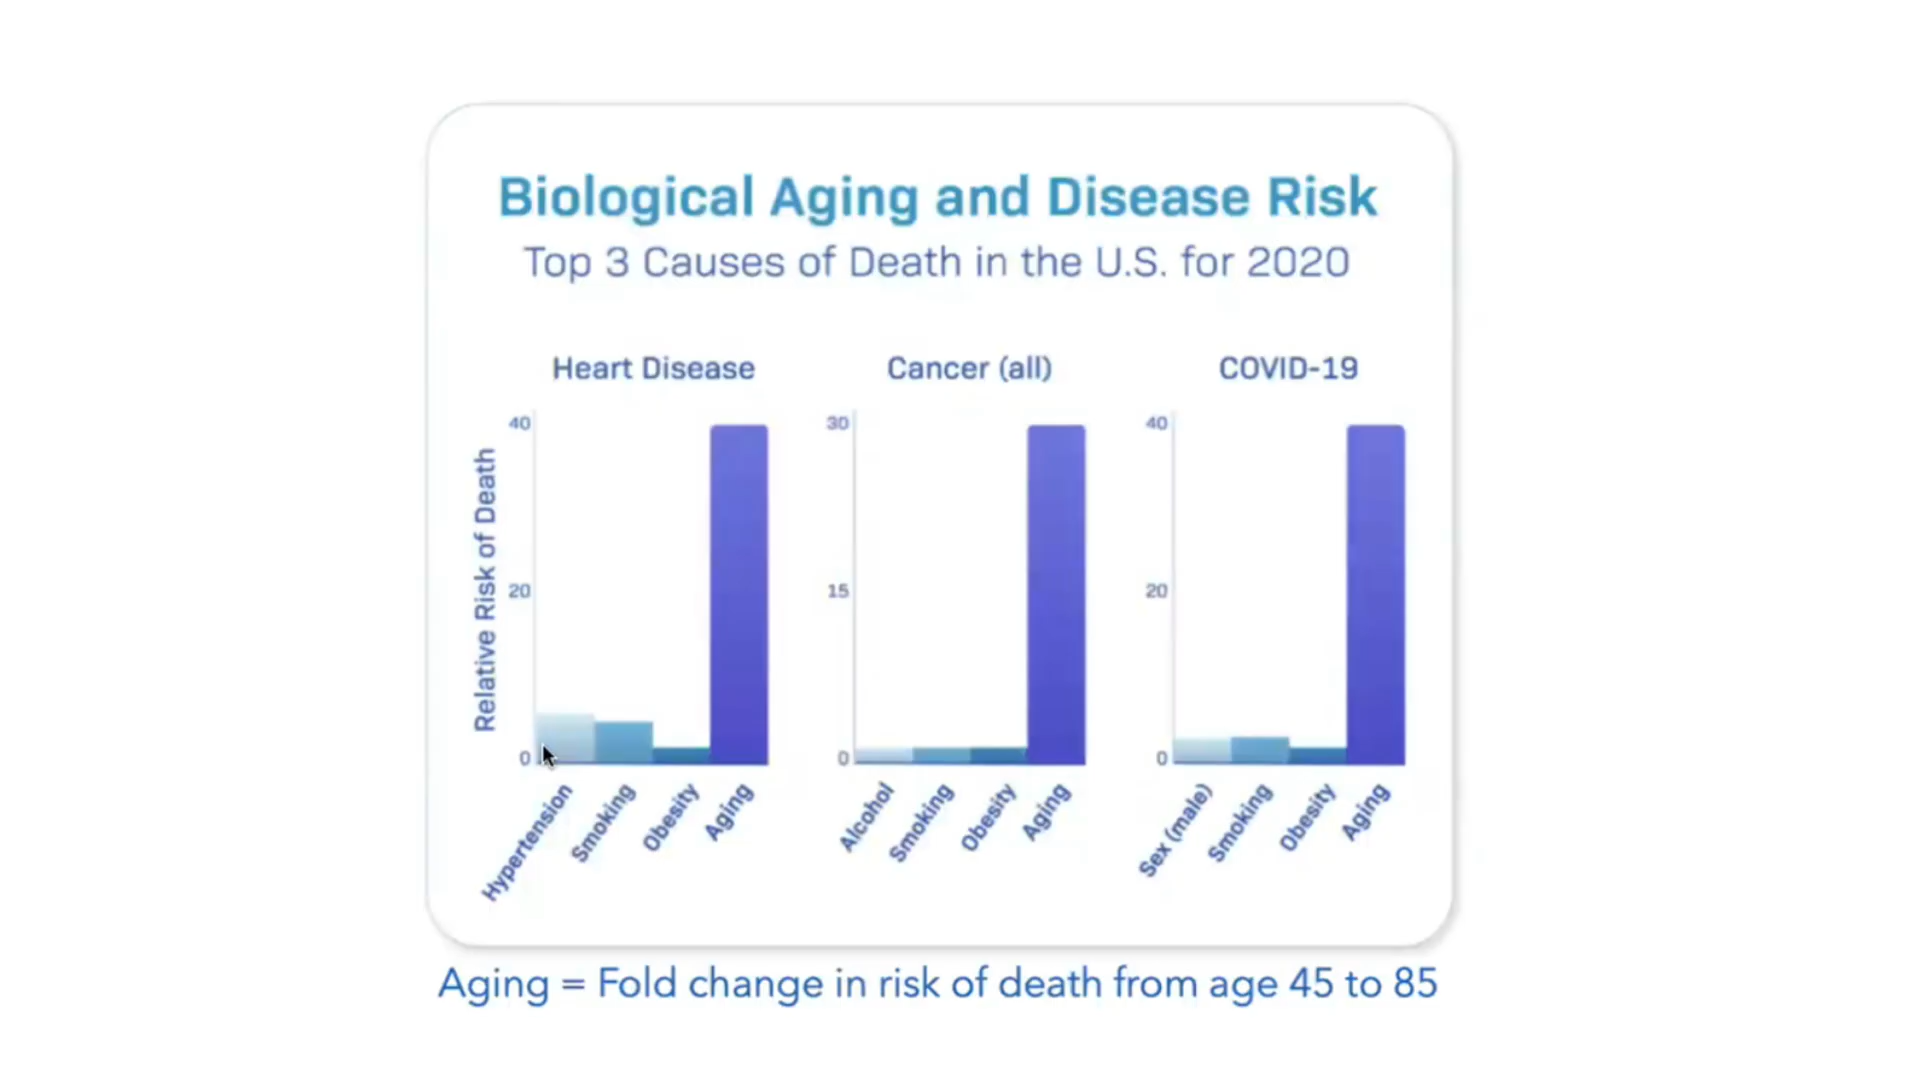 Biological Aging and Disease Risk
Top 3 Causes of Death in the U.S. for 2020
Heart Disease
Relative Risk of Death
40
20
0
Hypertension
Smoking
Obesity
Aging
Cancer (all)
30
15
0
Alcohol
Smoking
Obesity
Aging
COVID-19
40
20
0
Sex (male)
Smoking
Obesity
Aging
Aging = Fold change in risk of death from age 45 to 85